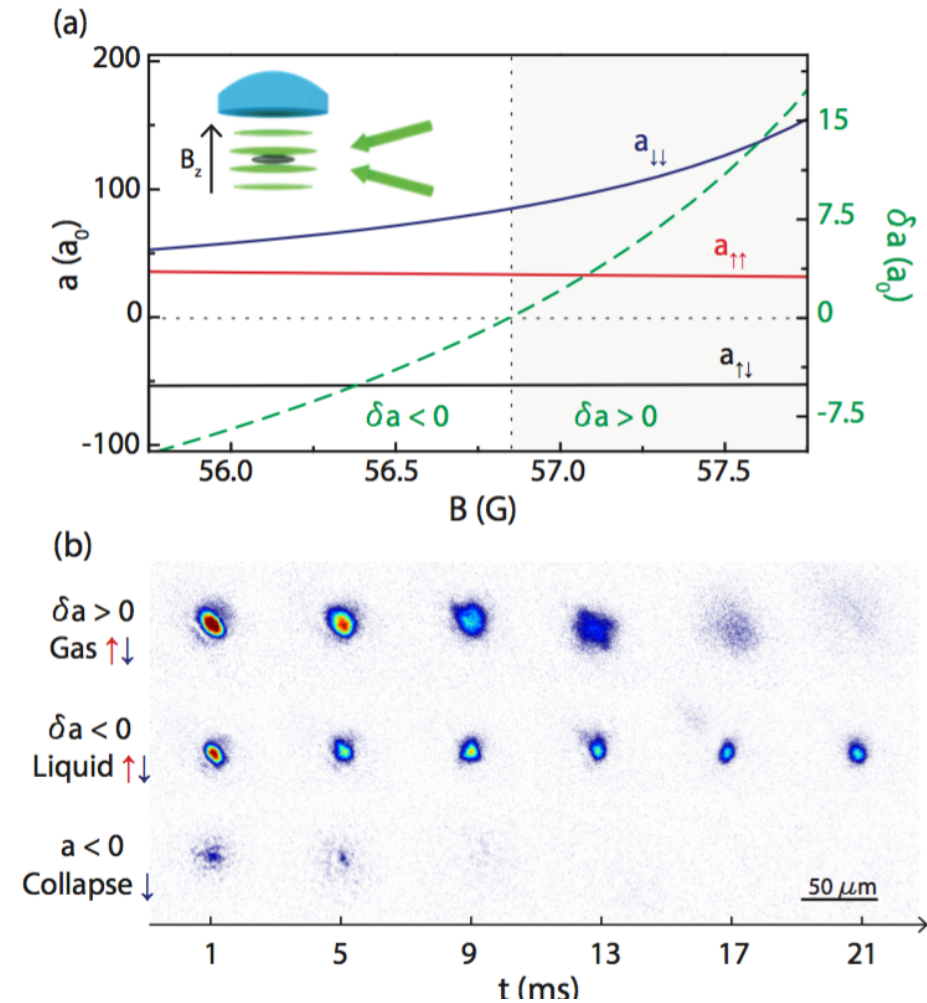 (a)
200
100
0
-100
a (a₀)
B_z
a↓↓
a↑↑
a↑↓
δa < 0
δa > 0
15
7.5
0
-7.5
δa (a₀)
56.0 56.5 57.0 57.5
B (G)
(b)
δa > 0
Gas ↑↓
δa < 0
Liquid ↑↓
a < 0
Collapse ↓
50 μm
1 5 9 13 17 21
t (ms)